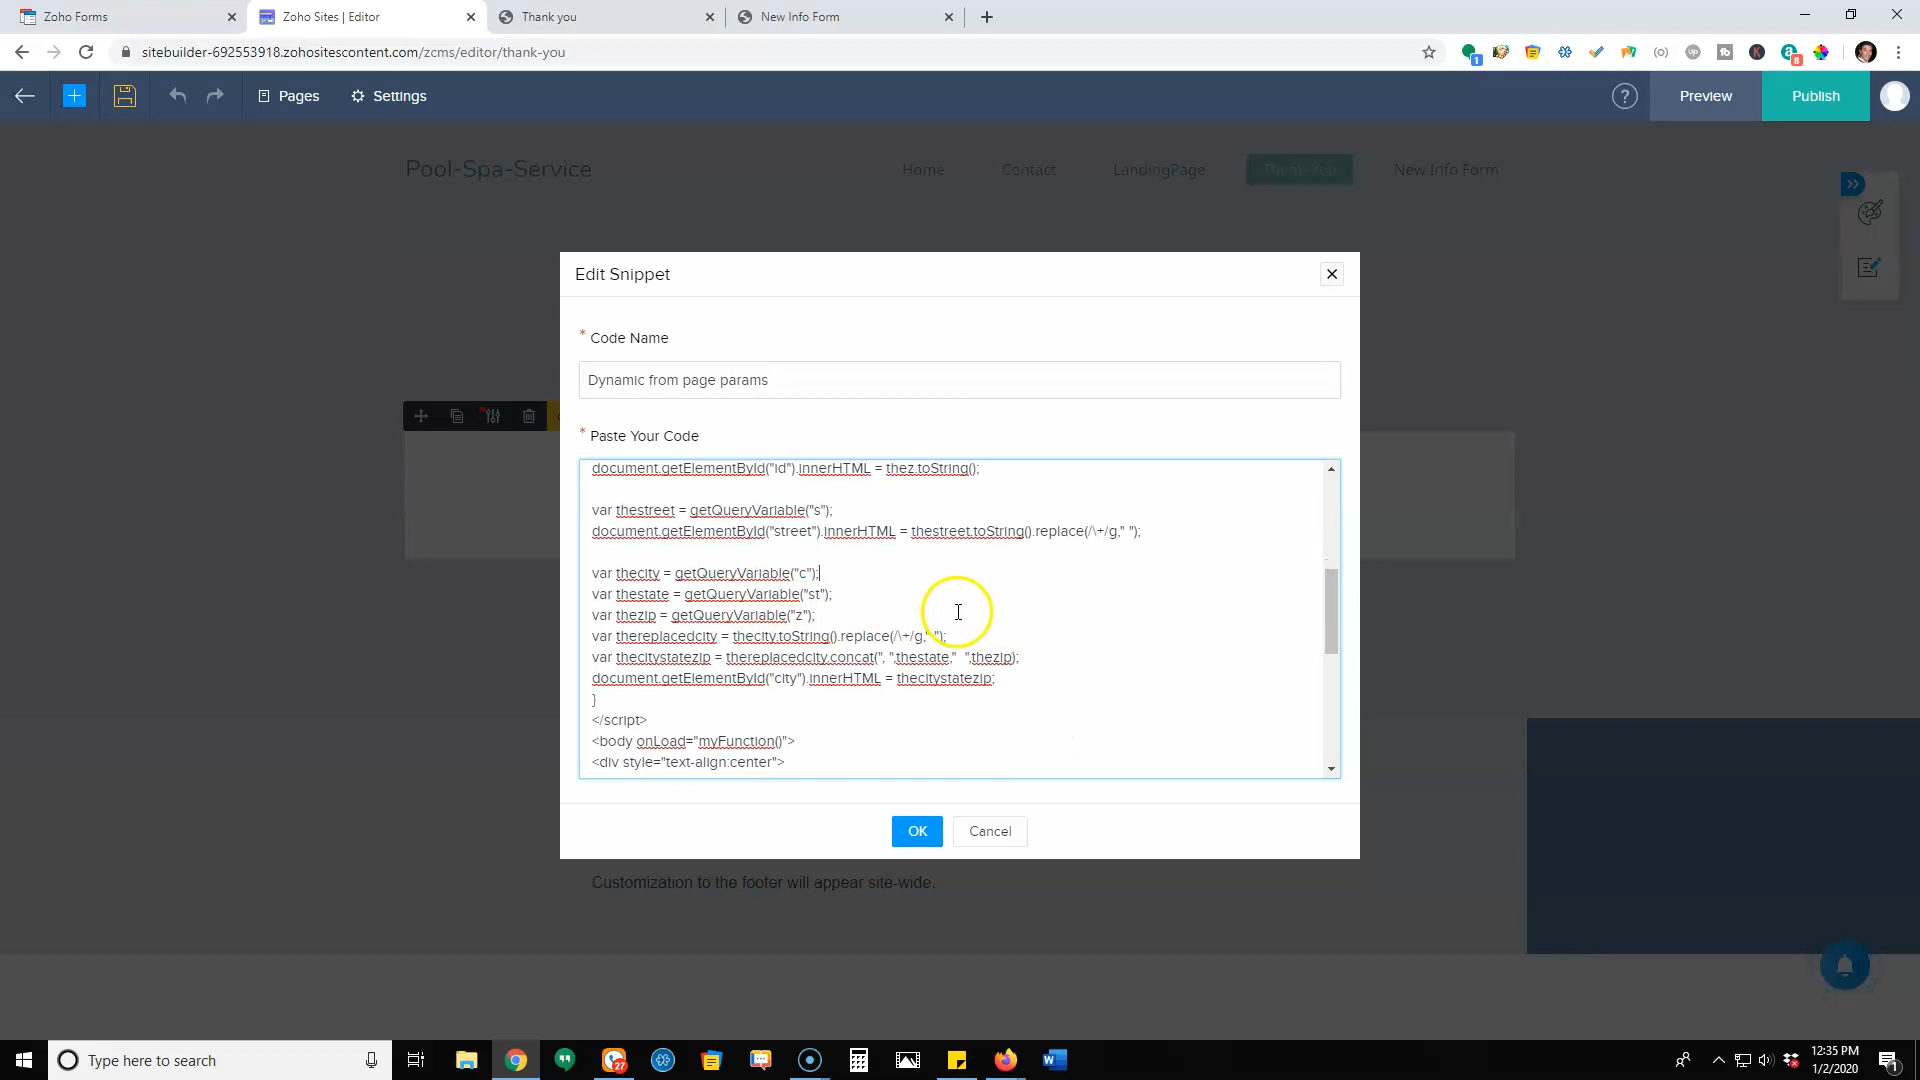 Zoho Forms
Zoho Sites | Editor
Thank you
New Info Form
sitebuilder-692553918.zohositescontent.com/zcms/editor/thank-you
Pages
Settings
Preview
Publish
Pool-Spa-Service
Home
Contact
LandingPage
Thank You
New Info Form
Edit Snippet
* Code Name
Dynamic from page params
* Paste Your Code
document.getElementById("id").innerHTML = thez.toString();
var thestreet = getQueryVariable("s");
document.getElementById("street").innerHTML = thestreet.toString().replace(/\+/g," ");
var thecity = getQueryVariable("c");
var thestate = getQueryVariable("st");
var thezip = getQueryVariable("z");
var thereplacedcity = thecity.toString().replace(/\+/g," ");
var thecitystatezip = thereplacedcity.concat(", ",thestate,"  ",thezip);
document.getElementById("city").innerHTML = thecitystatezip;
}
</script>
<body onLoad="myFunction()">
<div style="text-align:center">
OK
Cancel
Customization to the footer will appear site-wide.
Type here to search
27
12:35 PM
1/2/2020